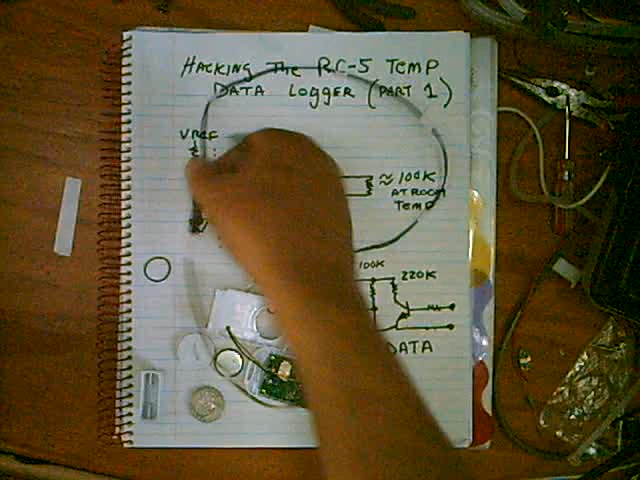 HACKING THE RC-5 TEMP
DATA LOGGER (PART 1)
VREF
≈ 100K
AT ROOM
TEMP
100K
220K
DATA